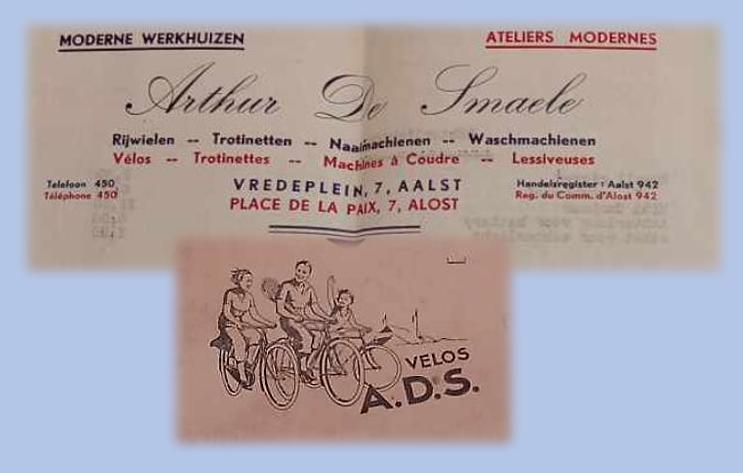 MODERNE WERKHUIZEN
ATELIERS MODERNES
Arthur De Smaele
Rijwielen -- Trotinetten -- Naaimachienen -- Waschmachienen
Vélos -- Trotinettes -- Machines à Coudre -- Lessiveuses
Telefoon 450
Téléphone 450
VREDEPLEIN, 7, AALST
PLACE DE LA PAIX, 7, ALOST
Handelsregister : Aalst 942
Reg. du Comm. d'Alost 942
VELOS
A.D.S.